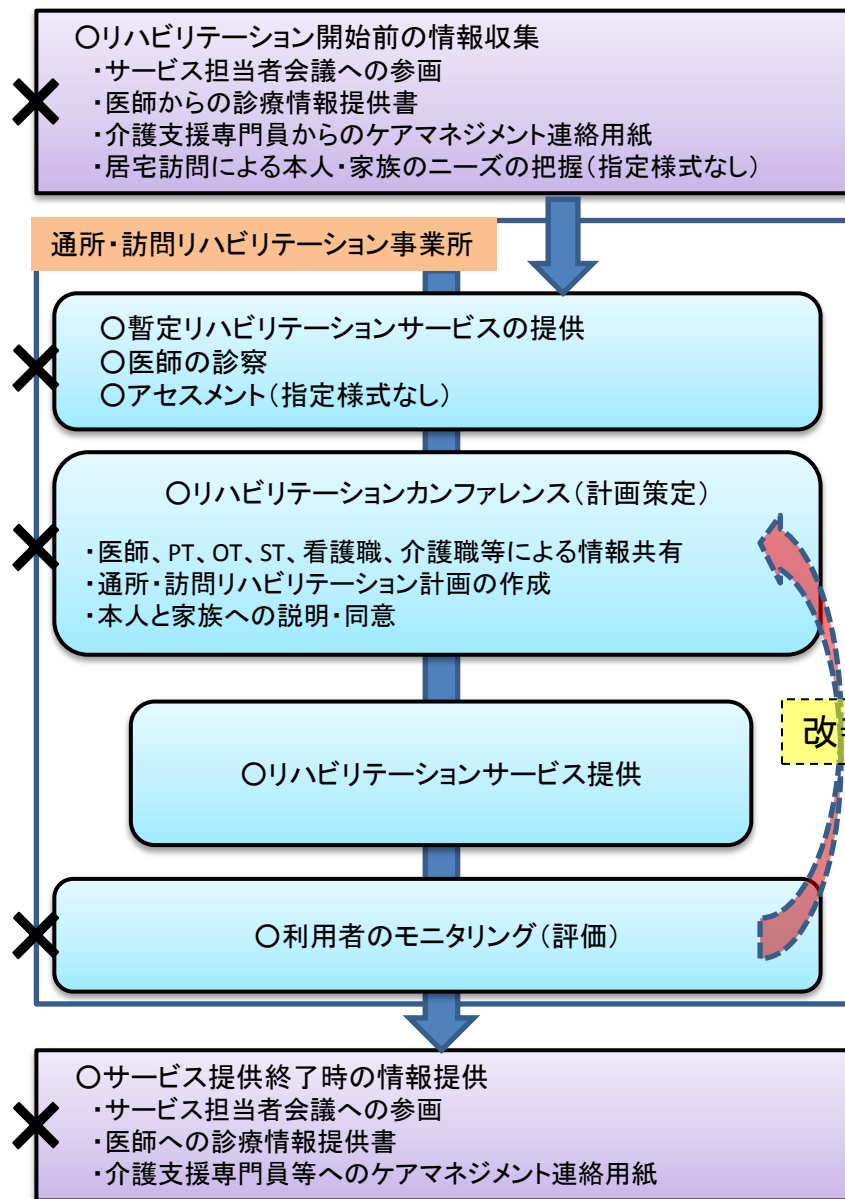 〇リハビリテーション開始前の情報収集
・サービス担当者会議への参画
・医師からの診療情報提供書
・介護支援専門員からのケアマネジメント連絡用紙
・居宅訪問による本人・家族のニーズの把握(指定様式なし)
通所・訪問リハビリテーション事業所
〇暫定リハビリテーションサービスの提供
〇医師の診察
〇アセスメント(指定様式なし)
〇リハビリテーションカンファレンス(計画策定)
・医師、PT、OT、ST、看護職、介護職等による情報共有
・通所・訪問リハビリテーション計画の作成
・本人と家族への説明・同意
改
〇リハビリテーションサービス提供
〇利用者のモニタリング(評価)
〇サービス提供終了時の情報提供
・サービス担当者会議への参画
・医師への診療情報提供書
・介護支援専門員等へのケアマネジメント連絡用紙